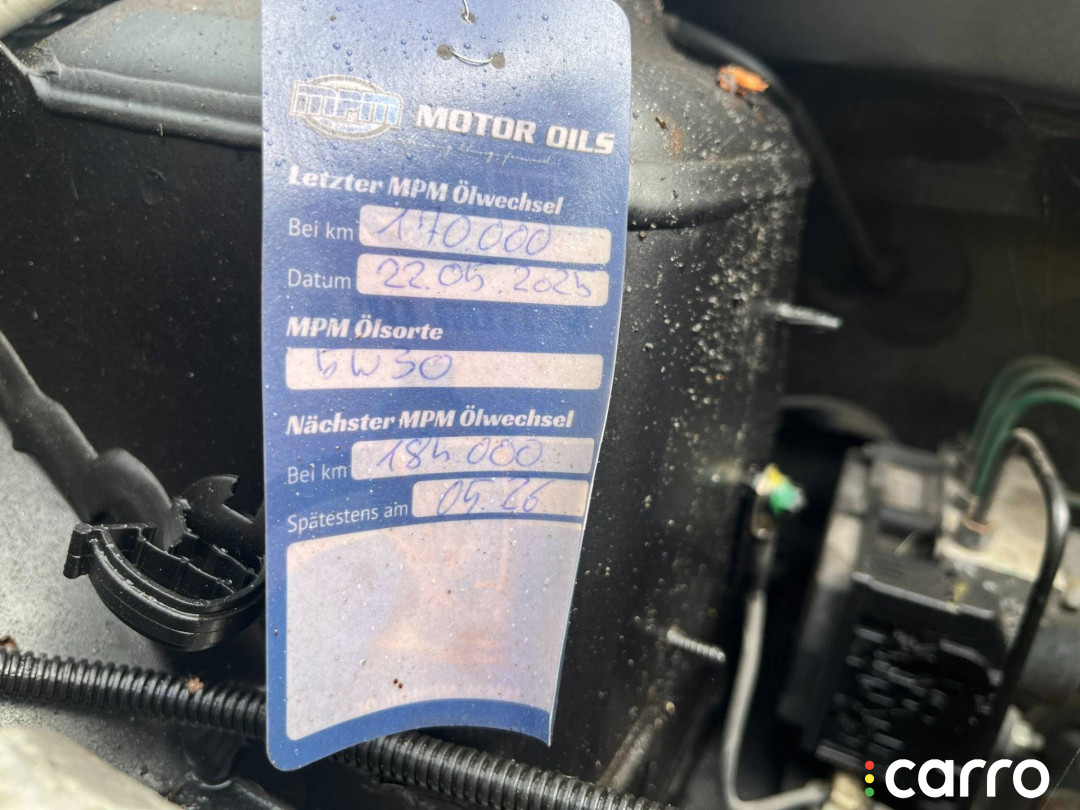 MPM MOTOR OILS
Letzter MPM Ölwechsel
Bei km 170.000
Datum 22.05.2025
MPM Ölsorte
5W30
Nächster MPM Ölwechsel
Bei km 185.000
Spätestens am 05.26
carro